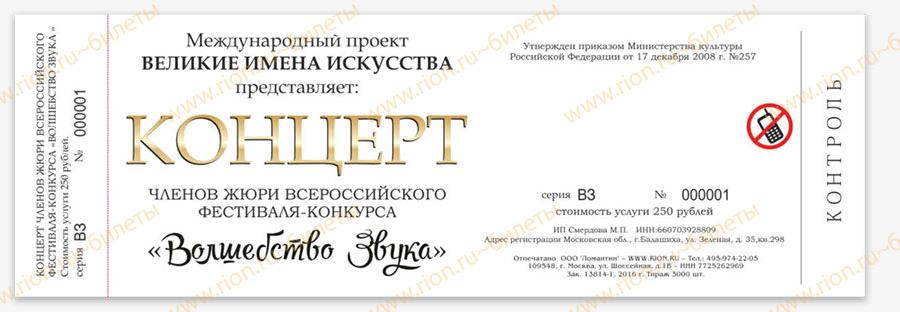 КОНЦЕРТ ЧЛЕНОВ ЖЮРИ ВСЕРОССИЙСКОГО
ФЕСТИВАЛЯ-КОНКУРСА «ВОЛШЕБСТВО ЗВУКА»
Стоимость услуги 250 рублей.
серия ВЗ № 000001
Международный проект
ВЕЛИКИЕ ИМЕНА ИСКУССТВА
представляет:
КОНЦЕРТ
ЧЛЕНОВ ЖЮРИ ВСЕРОССИЙСКОГО
ФЕСТИВАЛЯ-КОНКУРСА
«Волшебство Звука»
Утвержден приказом Министерства культуры
Российской Федерации от 17 декабря 2008 г. №257
серия ВЗ № 000001
стоимость услуги 250 рублей
ИП Смердова М.П. ИНН:660703928809
Адрес регистрации Московская обл., г.Балашиха, ул. Зеленая, д. 35,кв.298
Отпечатано ООО "Ломантин" – WWW.RION.RU – Тел.: 495-974-22-05
109548, г. Москва, ул. Шоссейная, д.1В – ИНН 7725262969
Зак. 13814-1, 2016 г. Тираж 3000 шт.
КОНТРОЛЬ
www.rion.ru~билеты